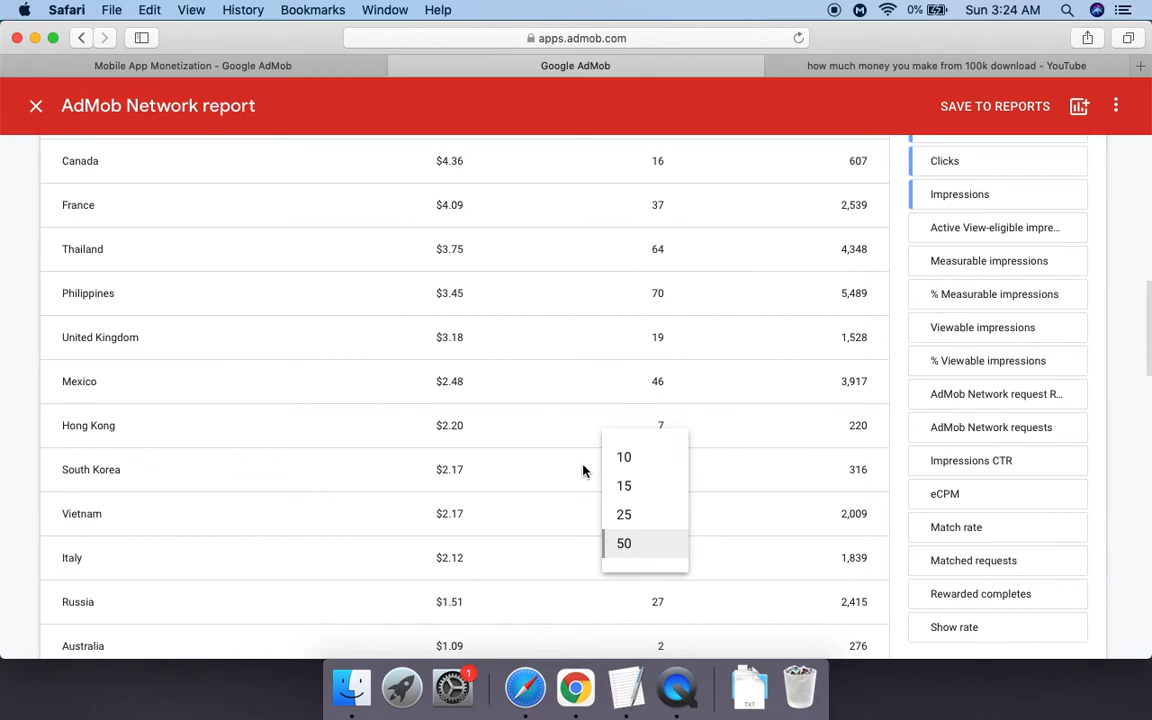 Safari File Edit View History Bookmarks Window Help 0% Sun 3:24 AM
apps.admob.com
Mobile App Monetization - Google AdMob Google AdMob how much money you make from 100k download - YouTube
AdMob Network report SAVE TO REPORTS
Canada $4.36 16 607 Clicks
Impressions
France $4.09 37 2,539
Active View-eligible impre...
Thailand $3.75 64 4,348
Measurable impressions
Philippines $3.45 70 5,489 % Measurable impressions
Viewable impressions
United Kingdom $3.18 19 1,528
% Viewable impressions
Mexico $2.48 46 3,917
AdMob Network request R...
Hong Kong $2.20 7 220 AdMob Network requests
10
Impressions CTR
South Korea $2.17 316
15
eCPM
Vietnam $2.17 25 2,009
Match rate
50
Italy $2.12 1,839 Matched requests
Rewarded completes
Russia $1.51 27 2,415
Show rate
Australia $1.09 2 276
1
TXT